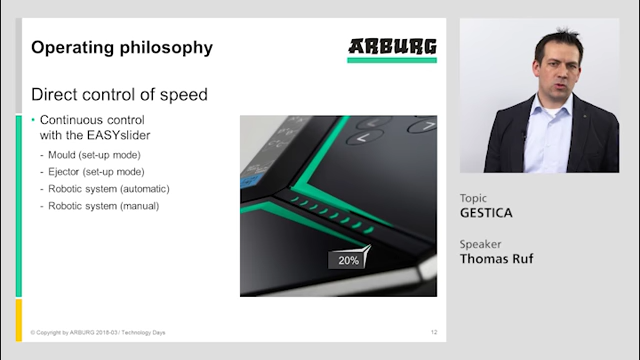 Operating philosophy
ARBURG
Direct control of speed
• Continuous control
with the EASYslider
- Mould (set-up mode)
- Ejector (set-up mode)
- Robotic system (automatic)
- Robotic system (manual)
20%
© Copyright by ARBURG 2018-03/ Technology Days
12
Topic
GESTICA
Speaker
Thomas Ruf